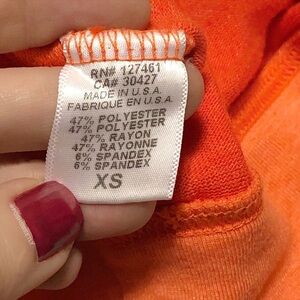 RN# 127461
CA# 30427
MADE IN U.S.A.
FABRIQUE EN U.S.A.
47% POLYESTER
47% POLYESTER
47% RAYON
47% RAYONNE
6% SPANDEX
6% SPANDEX
XS